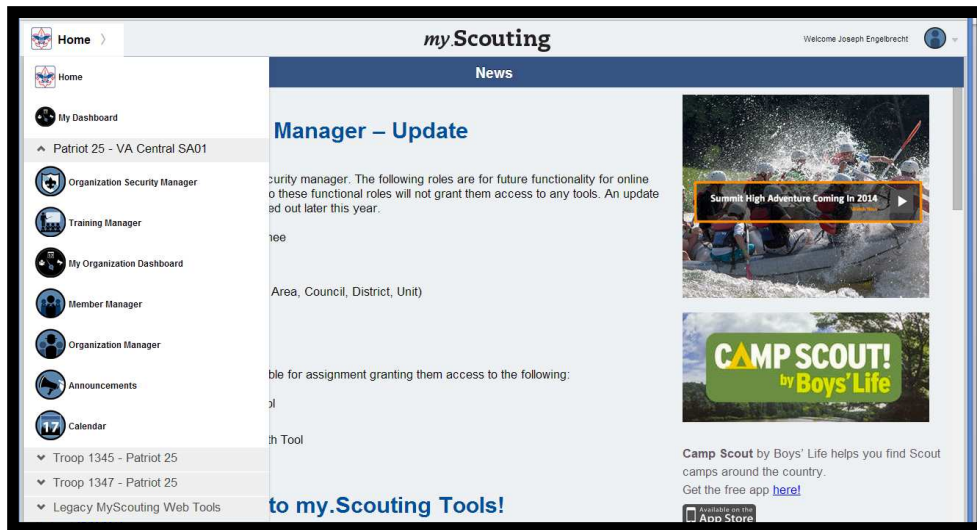 Home
my.Scouting
Welcome Joseph Engelbrecht
News
Home
My Dashboard
Patriot 25 - VA Central SA01
Organization Security Manager
Training Manager
My Organization Dashboard
Member Manager
Organization Manager
Announcements
17
Calendar
Troop 1345 - Patriot 25
Troop 1347 - Patriot 25
Legacy MyScouting Web Tools
Manager – Update
curity manager. The following roles are for future functionality for online
o these functional roles will not grant them access to any tools. An update
ed out later this year.
nee
Area, Council, District, Unit)
ble for assignment granting them access to the following:
ol
th Tool
to my.Scouting Tools!
Summit High Adventure Coming In 2014
CAMP SCOUT!
by Boys' Life
Camp Scout by Boys' Life helps you find Scout
camps around the country.
Get the free app here!
Available on the
App Store